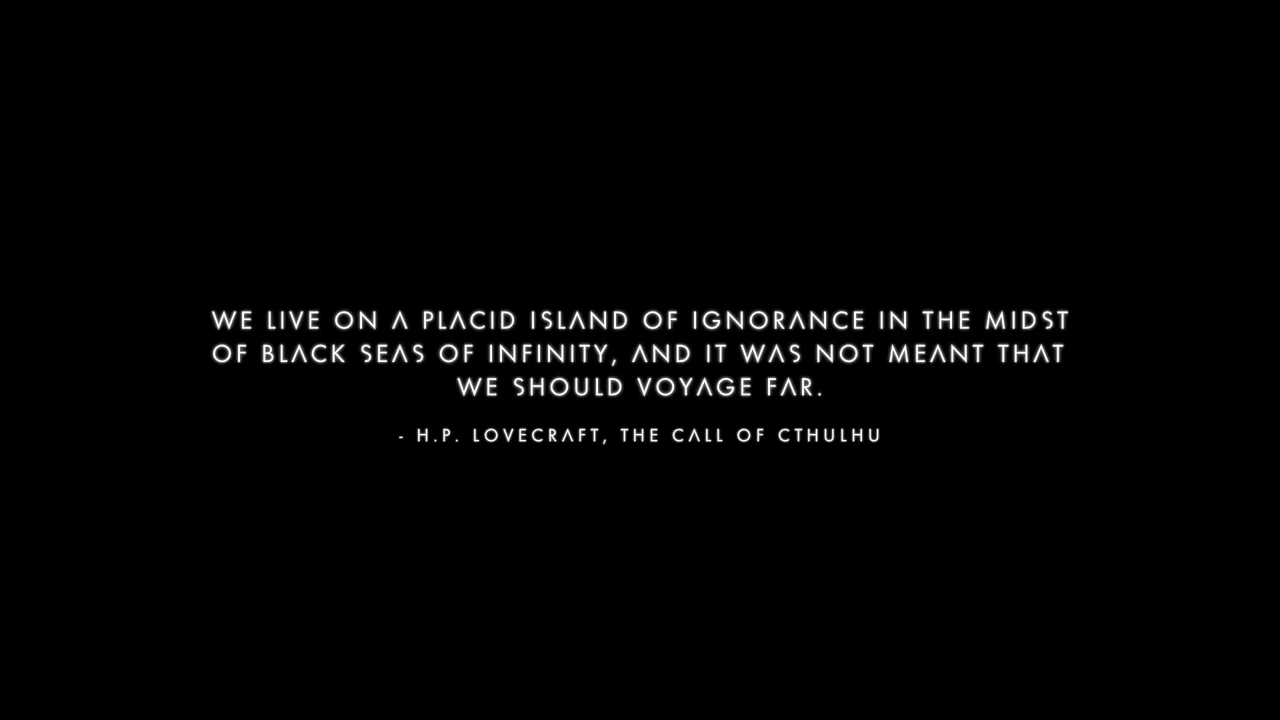 WE LIVE ON A PLACID ISLAND OF IGNORANCE IN THE MIDST
OF BLACK SEAS OF INFINITY, AND IT WAS NOT MEANT THAT
WE SHOULD VOYAGE FAR.
- H.P. LOVECRAFT, THE CALL OF CTHULHU